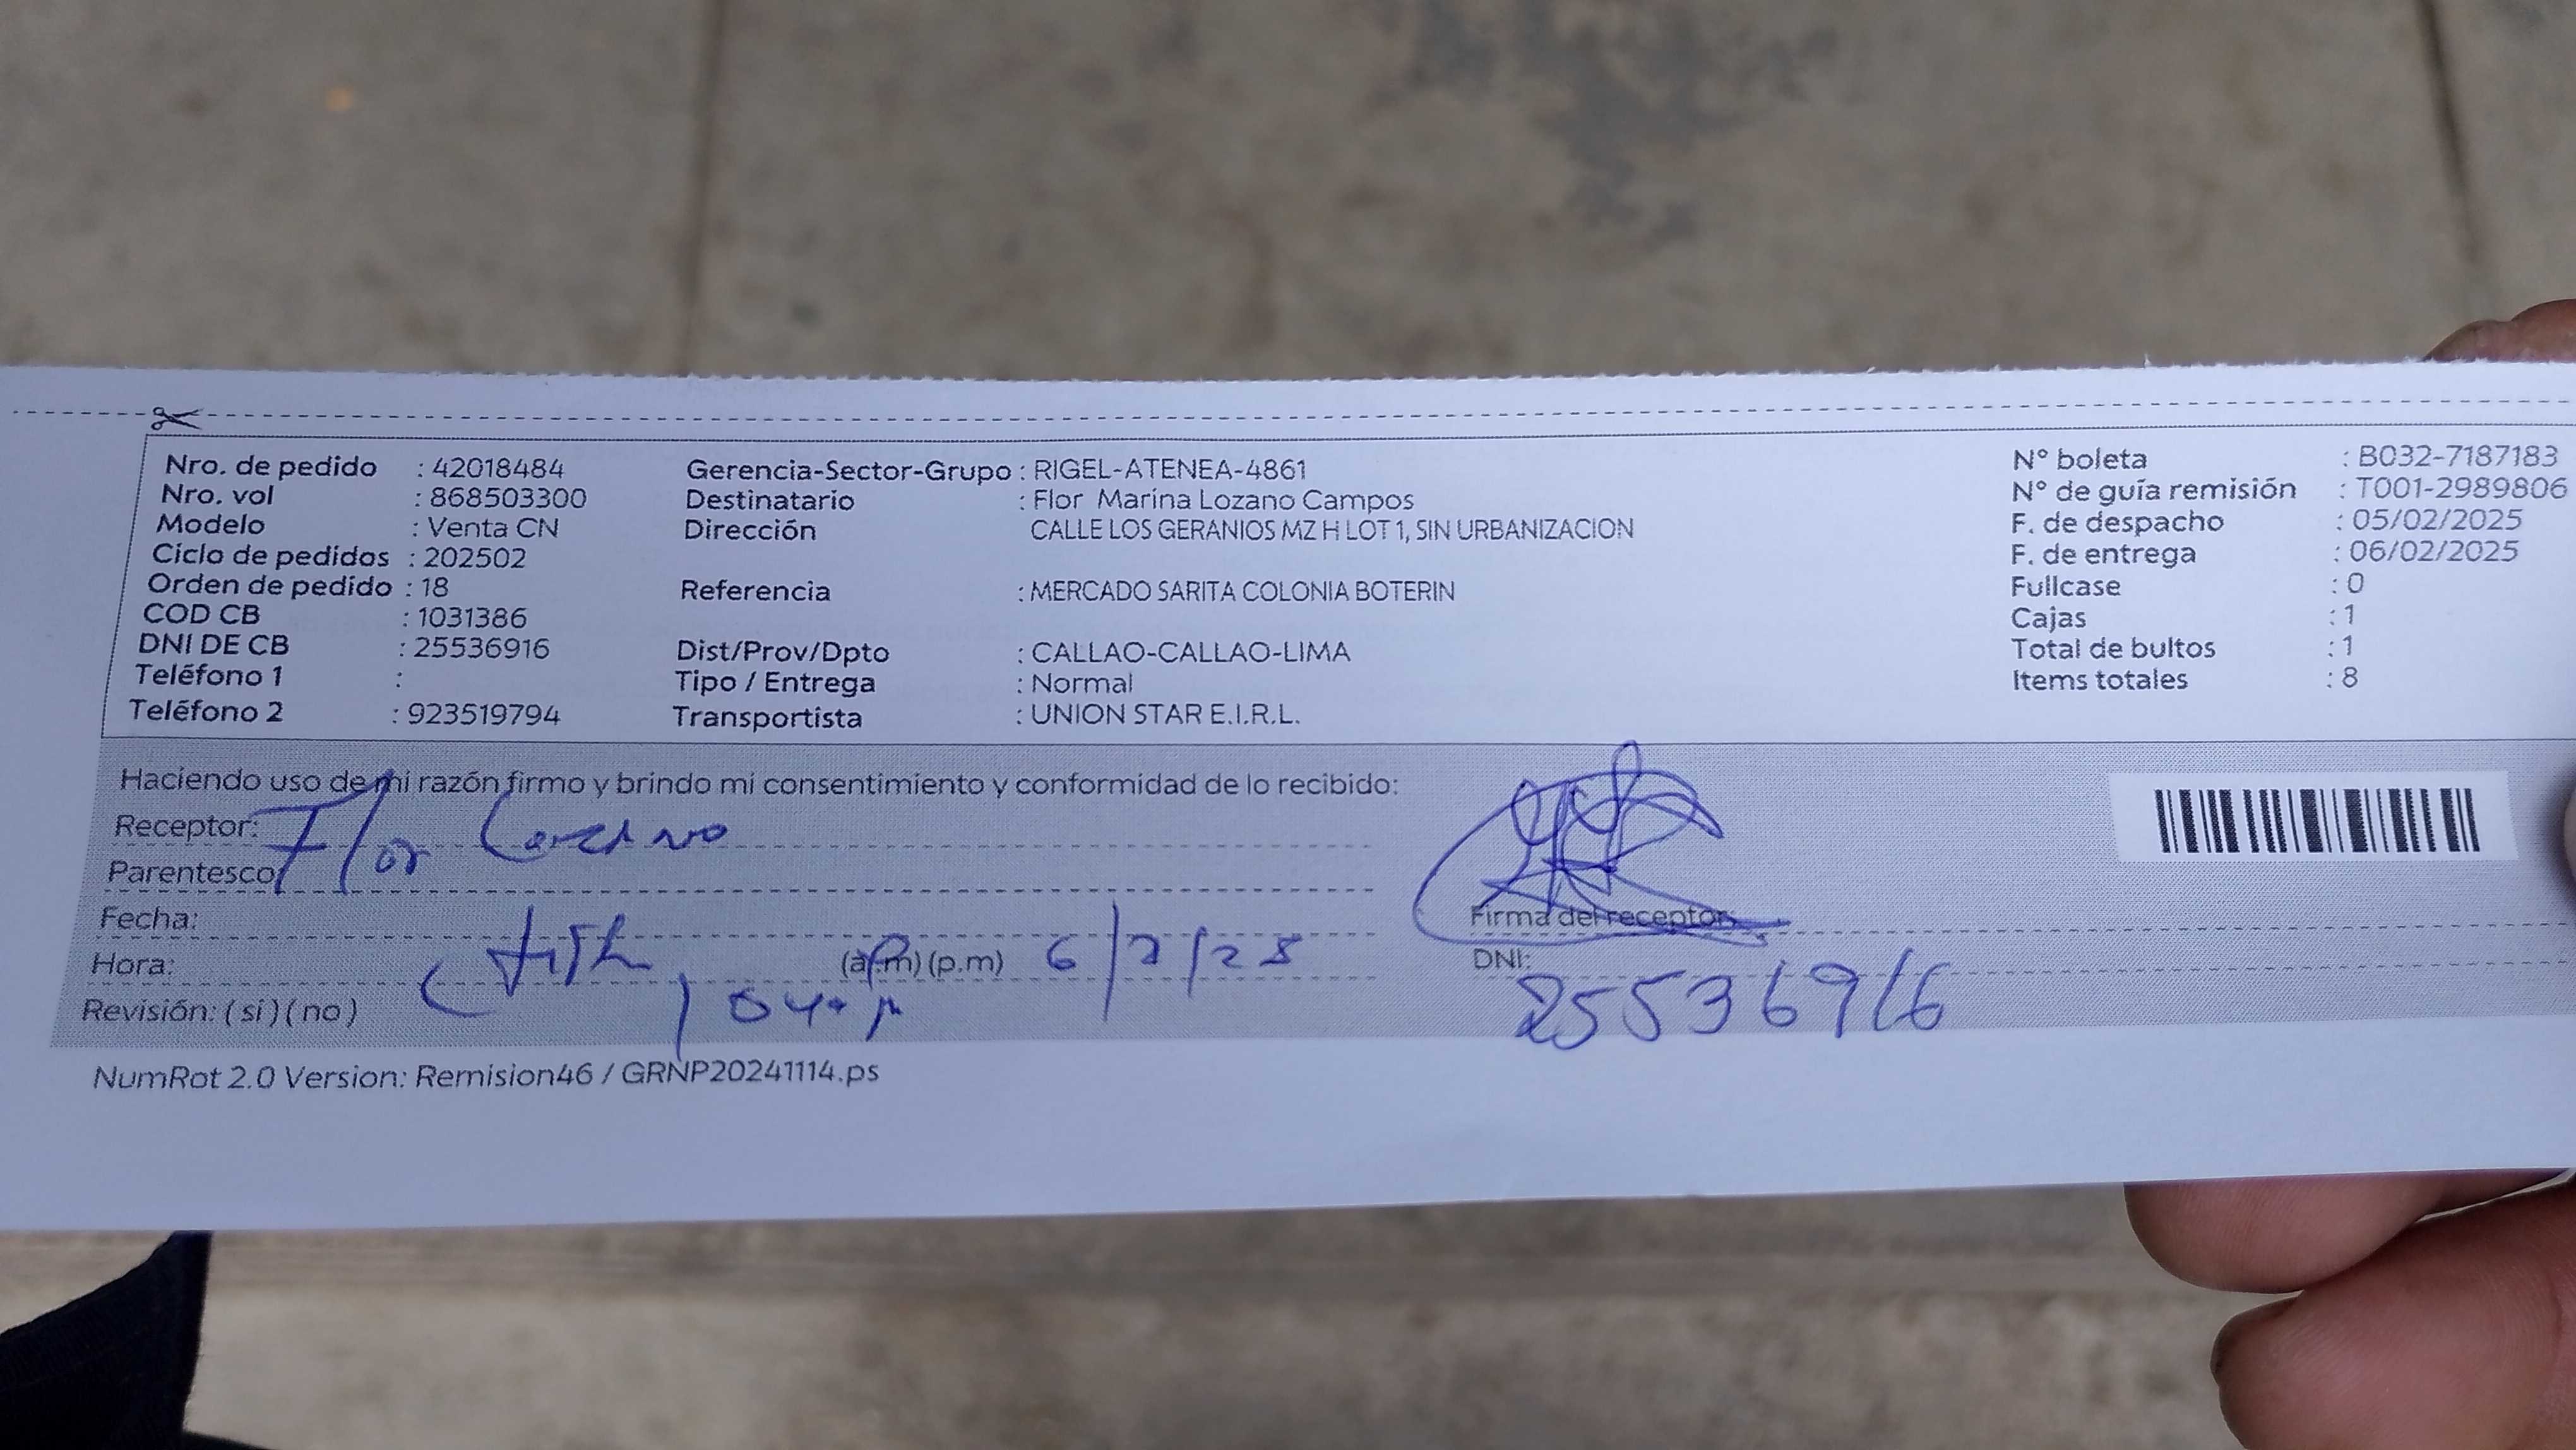 Nro. de pedido : 42018484
Nro. vol : 868503300
Modelo : Venta CN
Ciclo de pedidos : 202502
Orden de pedido : 18
COD CB : 1031386
DNI DE CB : 25536916
Teléfono 1 :
Teléfono 2 : 923519794
Gerencia-Sector-Grupo : RIGEL-ATENEA-4861
Destinatario : Flor Marina Lozano Campos
Dirección CALLE LOS GERANIOS MZ H LOT 1, SIN URBANIZACION
Referencia : MERCADO SARITA COLONIA BOTERIN
Dist/Prov/Dpto : CALLAO-CALLAO-LIMA
Tipo / Entrega : Normal
Transportista : UNION STAR E.I.R.L.
N° boleta : B032-7187183
N° de guía remisión : T001-2989806
F. de despacho : 05/02/2025
F. de entrega : 06/02/2025
Fullcase : 0
Cajas : 1
Total de bultos : 1
Items totales : 8
Haciendo uso de mi razón firmo y brindo mi consentimiento y conformidad de lo recibido:
Receptor: Flor
Parentesco
Fecha:
Hora: (a.m) (p.m) 6/2/25
Revisión: ( si ) ( no )
Firma del receptor
DNI: 25536916
NumRot 2.0 Version: Remision46 / GRNP20241114.ps